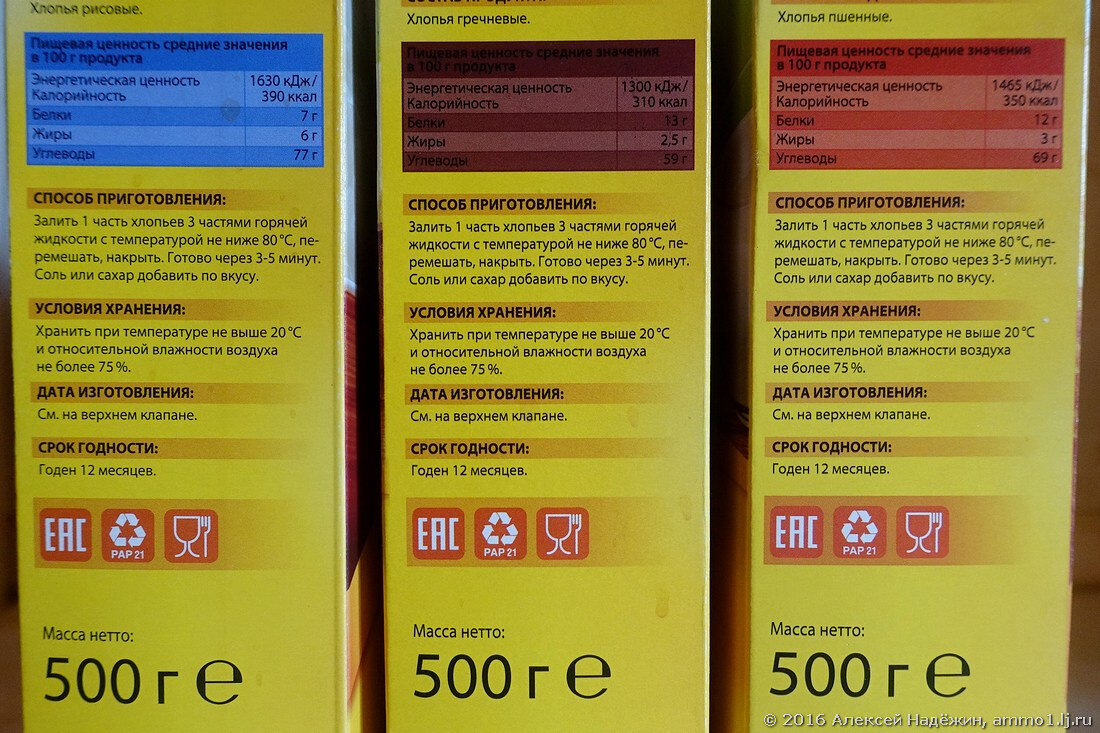 Хлопья рисовые.
Пищевая ценность средние значения
в 100 г продукта
Энергетическая ценность 1630 кДж/
Калорийность 390 ккал
Белки 7 г
Жиры 6 г
Углеводы 77 г
СПОСОБ ПРИГОТОВЛЕНИЯ:
Залить 1 часть хлопьев 3 частями горячей
жидкости с температурой не ниже 80 °C, пе-
ремешать, накрыть. Готово через 3-5 минут.
Соль или сахар добавить по вкусу.
УСЛОВИЯ ХРАНЕНИЯ:
Хранить при температуре не выше 20 °C
и относительной влажности воздуха
не более 75 %.
ДАТА ИЗГОТОВЛЕНИЯ:
См. на верхнем клапане.
СРОК ГОДНОСТИ:
Годен 12 месяцев.
EAC
PAP 21
Масса нетто:
500 г e
Хлопья гречневые.
Пищевая ценность средние значения
в 100 г продукта
Энергетическая ценность 1300 кДж/
Калорийность 310 ккал
Белки 13 г
Жиры 2,5 г
Углеводы 59 г
СПОСОБ ПРИГОТОВЛЕНИЯ:
Залить 1 часть хлопьев 3 частями горячей
жидкости с температурой не ниже 80 °C, пе-
ремешать, накрыть. Готово через 3-5 минут.
Соль или сахар добавить по вкусу.
УСЛОВИЯ ХРАНЕНИЯ:
Хранить при температуре не выше 20 °C
и относительной влажности воздуха
не более 75 %.
ДАТА ИЗГОТОВЛЕНИЯ:
См. на верхнем клапане.
СРОК ГОДНОСТИ:
Годен 12 месяцев.
EAC
PAP 21
Масса нетто:
500 г e
Хлопья пшенные.
Пищевая ценность средние значения
в 100 г продукта
Энергетическая ценность 1465 кДж/
Калорийность 350 ккал
Белки 12 г
Жиры 3 г
Углеводы 69 г
СПОСОБ ПРИГОТОВЛЕНИЯ:
Залить 1 часть хлопьев 3 частями горячей
жидкости с температурой не ниже 80 °C, пе-
ремешать, накрыть. Готово через 3-5 минут.
Соль или сахар добавить по вкусу.
УСЛОВИЯ ХРАНЕНИЯ:
Хранить при температуре не выше 20 °C
и относительной влажности воздуха
не более 75 %.
ДАТА ИЗГОТОВЛЕНИЯ:
См. на верхнем клапане.
СРОК ГОДНОСТИ:
Годен 12 месяцев.
EAC
PAP 21
Масса нетто:
500 г e
© 2016 Алексей Надёжин, ammo1.lj.ru